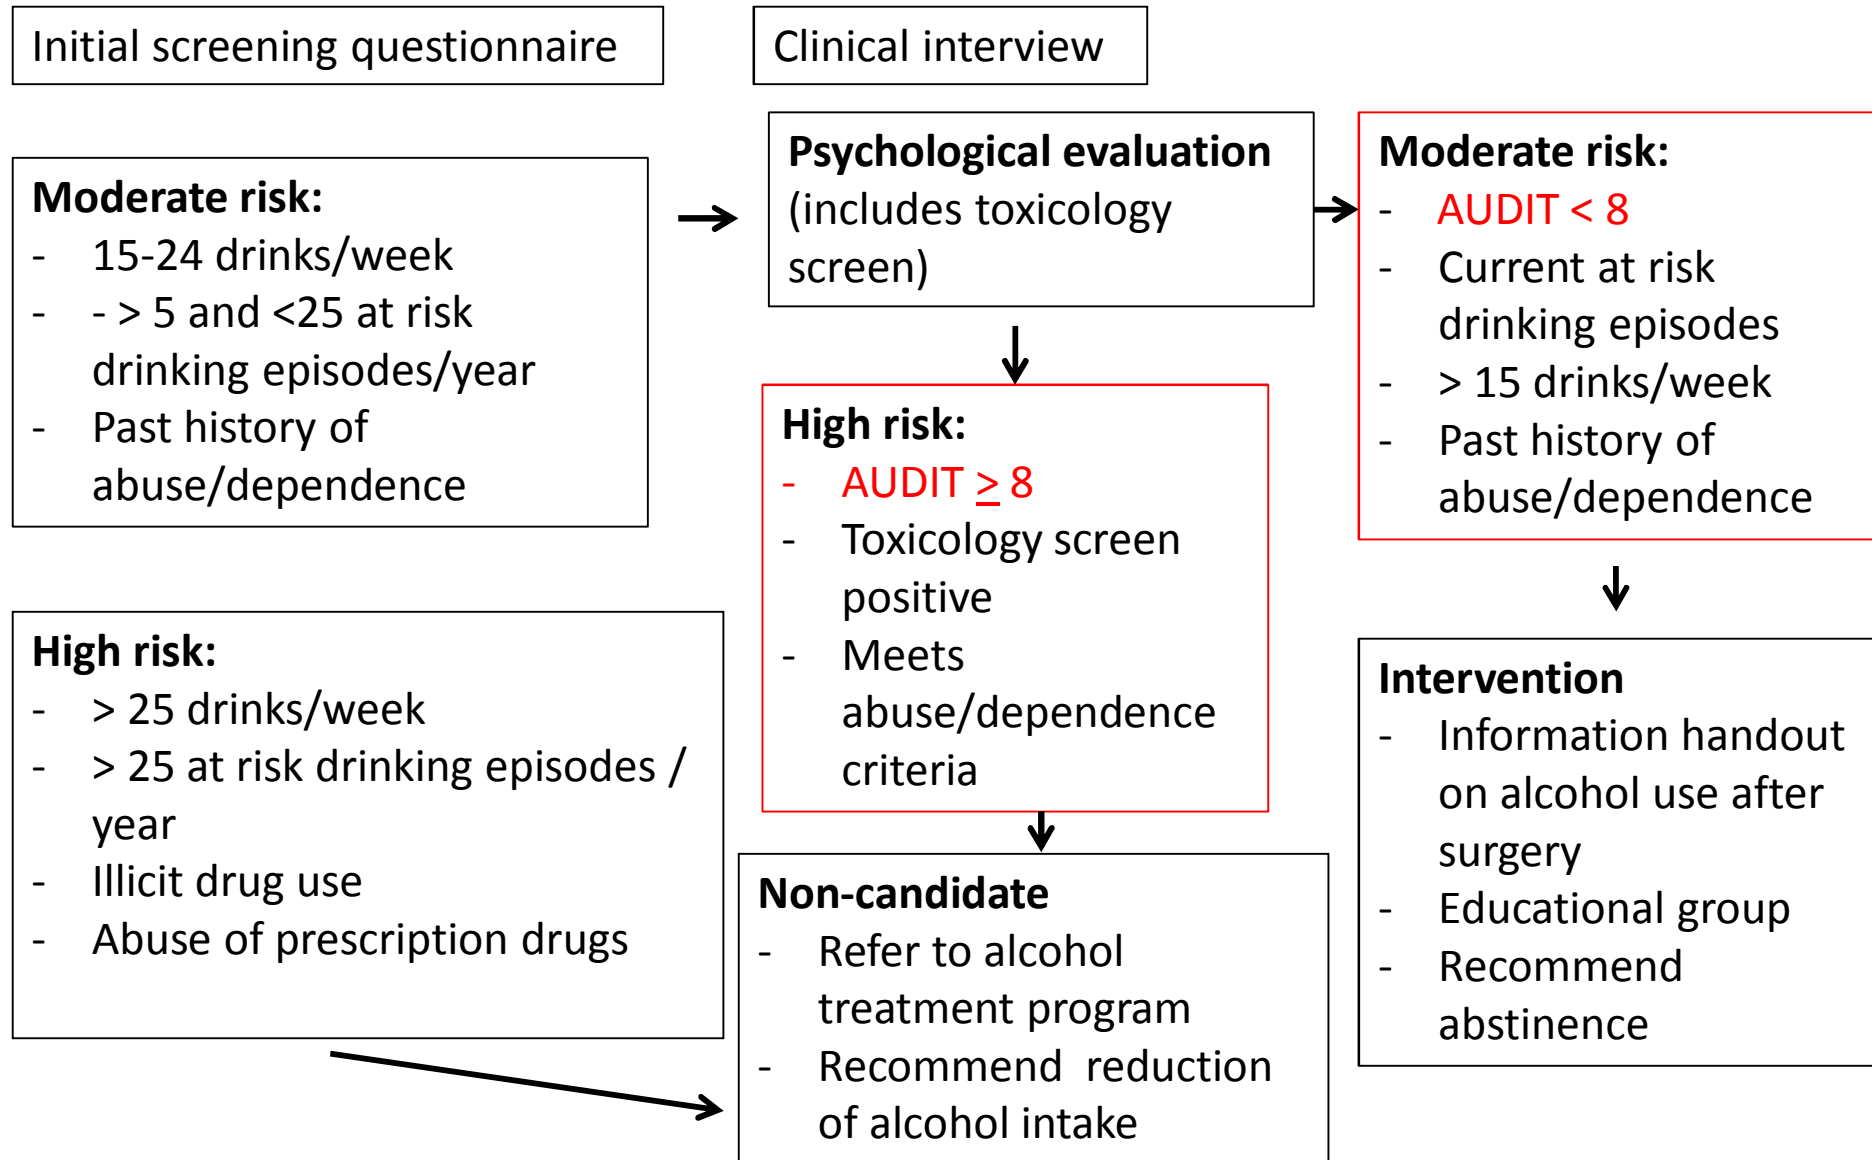 Initial screening questionnaire
Clinical interview
Moderate risk:
- 15-24 drinks/week
- - > 5 and <25 at risk
drinking episodes/year
- Past history of
abuse/dependence
High risk:
- > 25 drinks/week
- > 25 at risk drinking episodes /
year
- Illicit drug use
- Abuse of prescription drugs
Psychological evaluation
(includes toxicology
screen)
High risk:
- AUDIT ≥ 8
- Toxicology screen
positive
- Meets
abuse/dependence
criteria
Non-candidate
- Refer to alcohol
treatment program
- Recommend reduction
of alcohol intake
Moderate risk:
- AUDIT < 8
- Current at risk
drinking episodes
- > 15 drinks/week
- Past history of
abuse/dependence
Intervention
- Information handout
on alcohol use after
surgery
- Educational group
- Recommend
abstinence